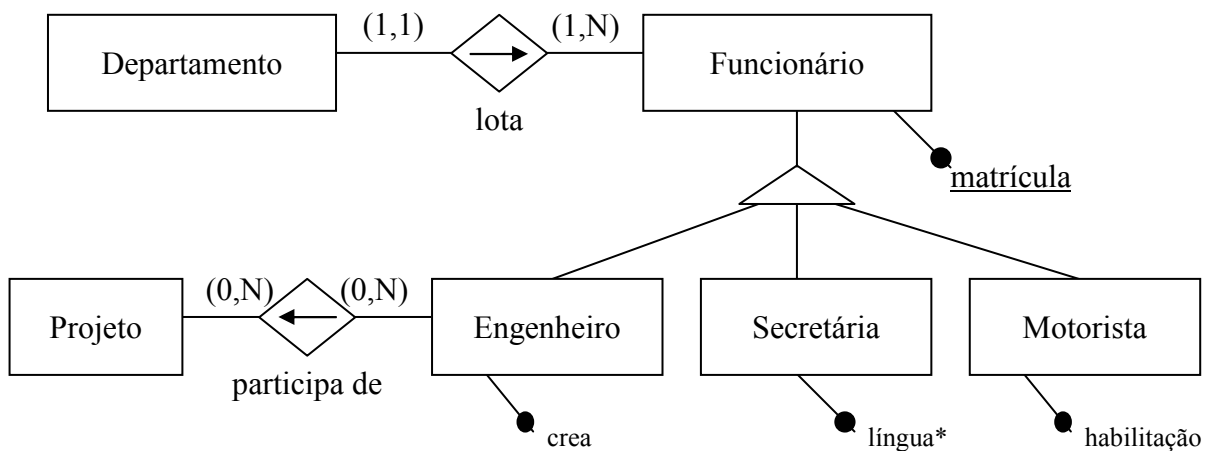 (1,1)
(1,N)
Departamento
Funcionário
lota
matrícula
(0,N)
(0,N)
Projeto
Engenheiro
Secretária
Motorista
participa de
crea
língua*
habilitação